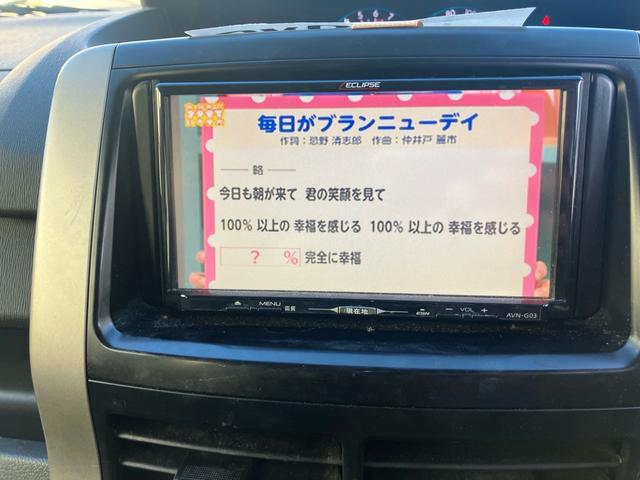 ECLIPSE
毎日がブランニューデイ
作詞:忌野 清志郎 作曲:仲井戸 麗市
略
今日も朝が来て 君の笑顔を見て
100% 以上の 幸福を感じる 100% 以上の 幸福を感じる
? % 完全に幸福
MENU 画質 現在地 ESN - VOL +
AVN-G03